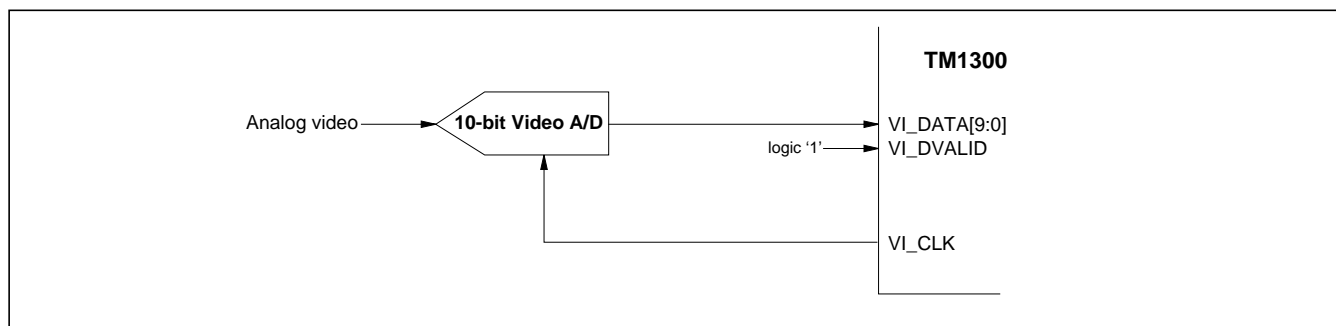 TM1300
Analog video
10-bit Video A/D
VI_DATA[9:0]
logic ‘1’
VI_DVALID
VI_CLK